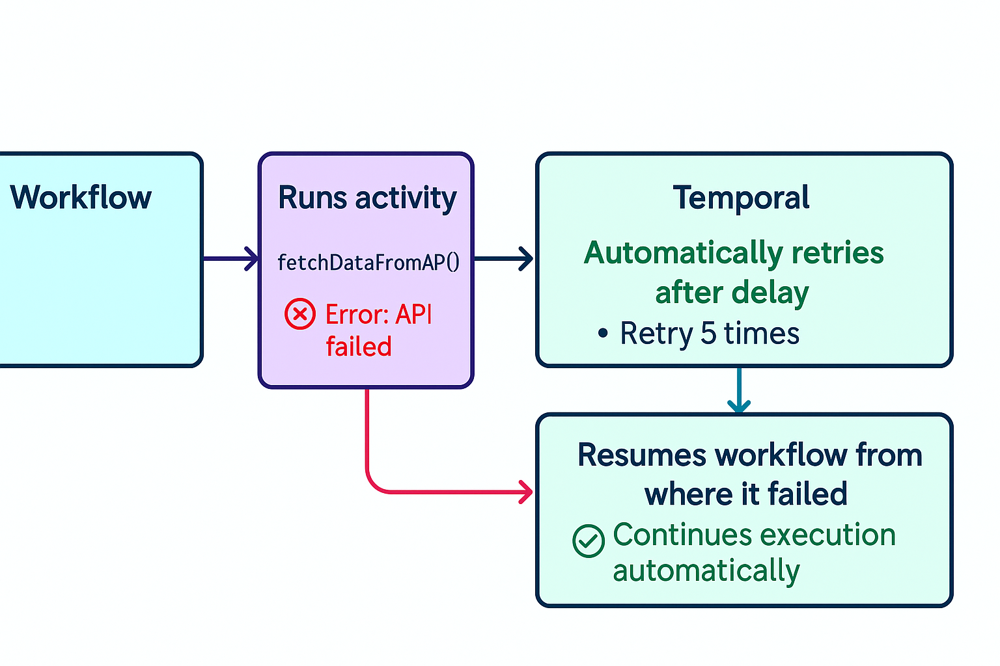 Workflow
Runs activity
fetchDataFromAP()
Error: API
failed
Temporal
Automatically retries
after delay
• Retry 5 times
Resumes workflow from
where it failed
Continues execution
automatically